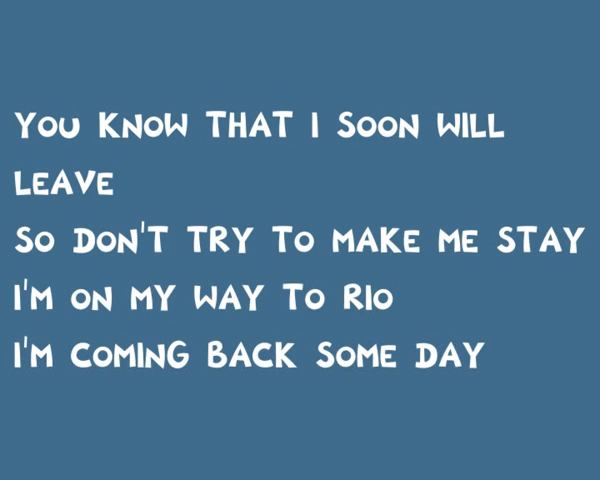 YOU KNOW THAT I SOON WILL
LEAVE
SO DON'T TRY TO MAKE ME STAY
I'M ON MY WAY TO RIO
I'M COMING BACK SOME DAY